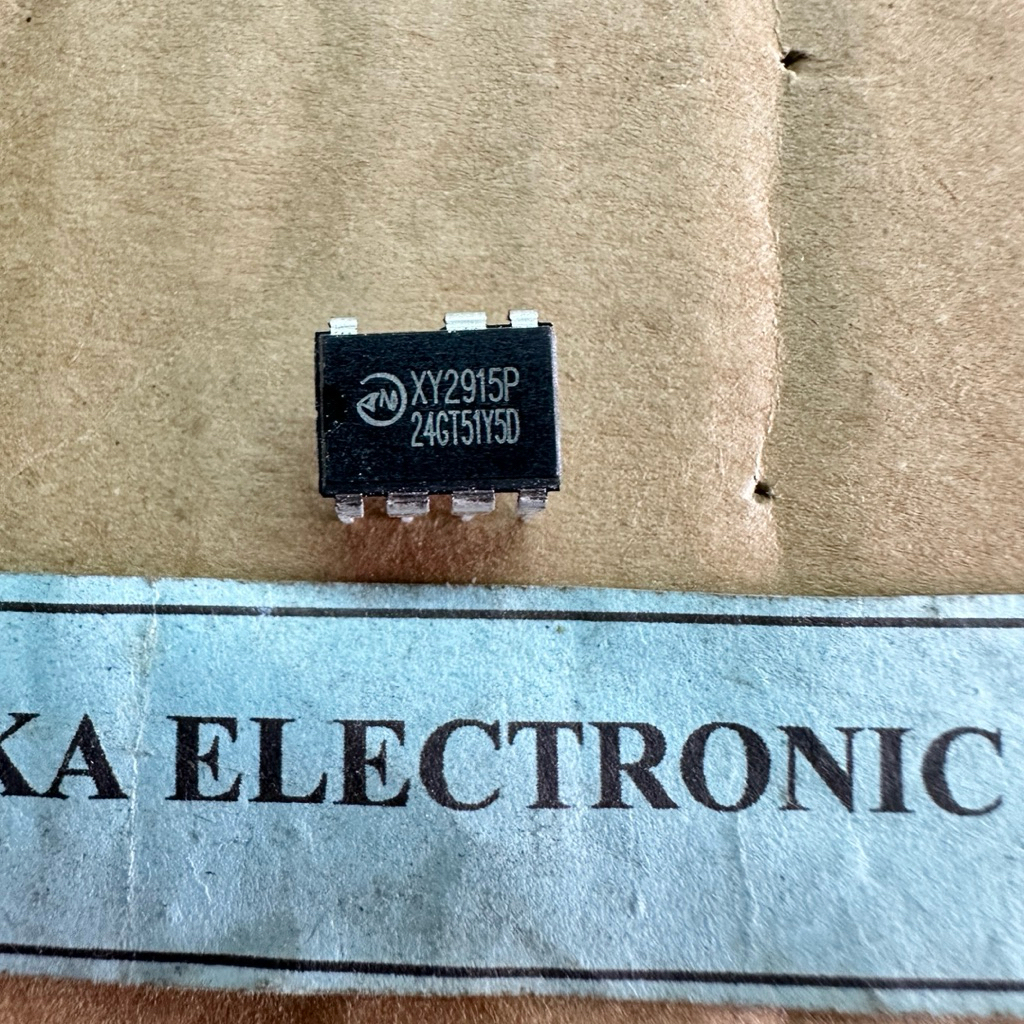 XY2915P
24GT51Y5D
KA ELECTRONIC